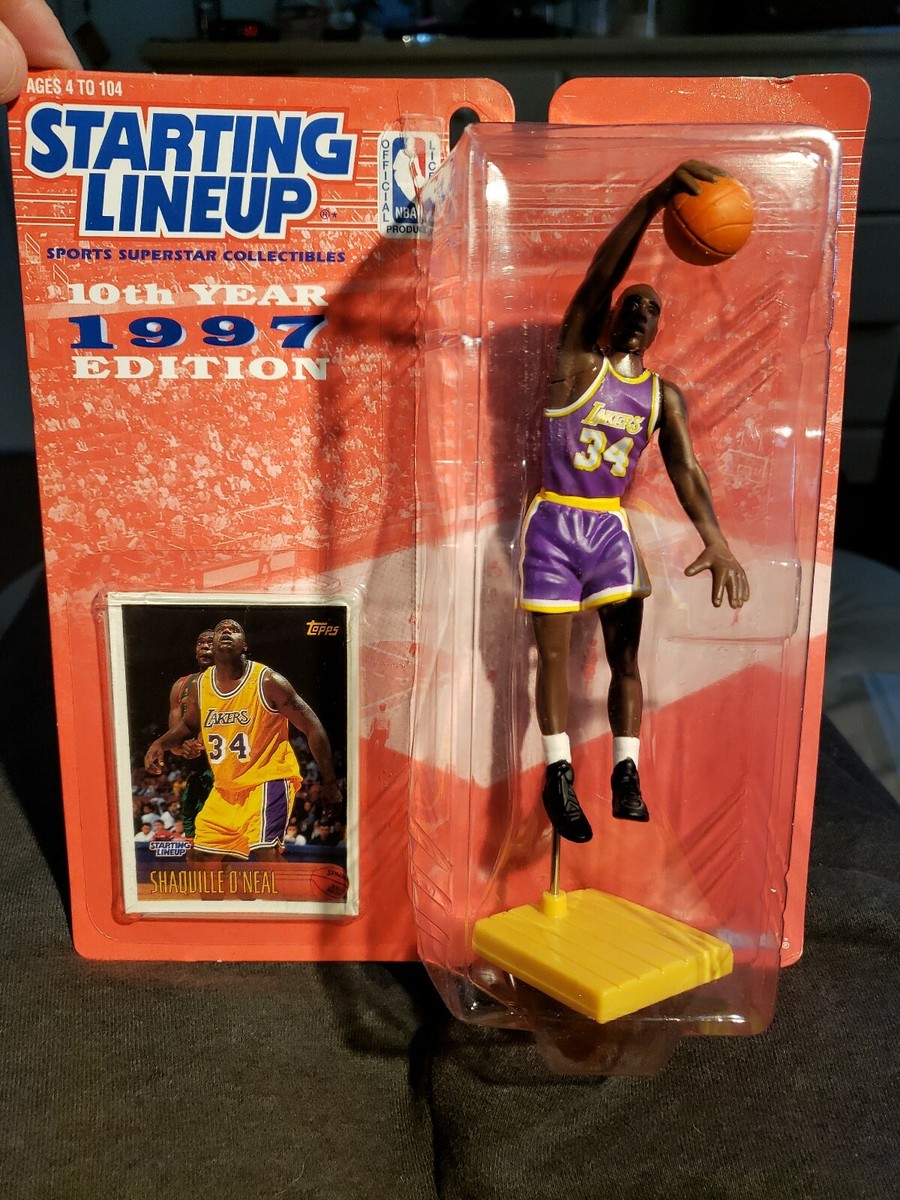 AGES 4 TO 104
STARTING
LINEUP®*
SPORTS SUPERSTAR COLLECTIBLES
OFFICIAL
NBA
10th YEAR
1997
EDITION
LAKERS
34
Topps
LAKERS
34
STARTING
LINEUP
SHAQUILLE O'NEAL
®